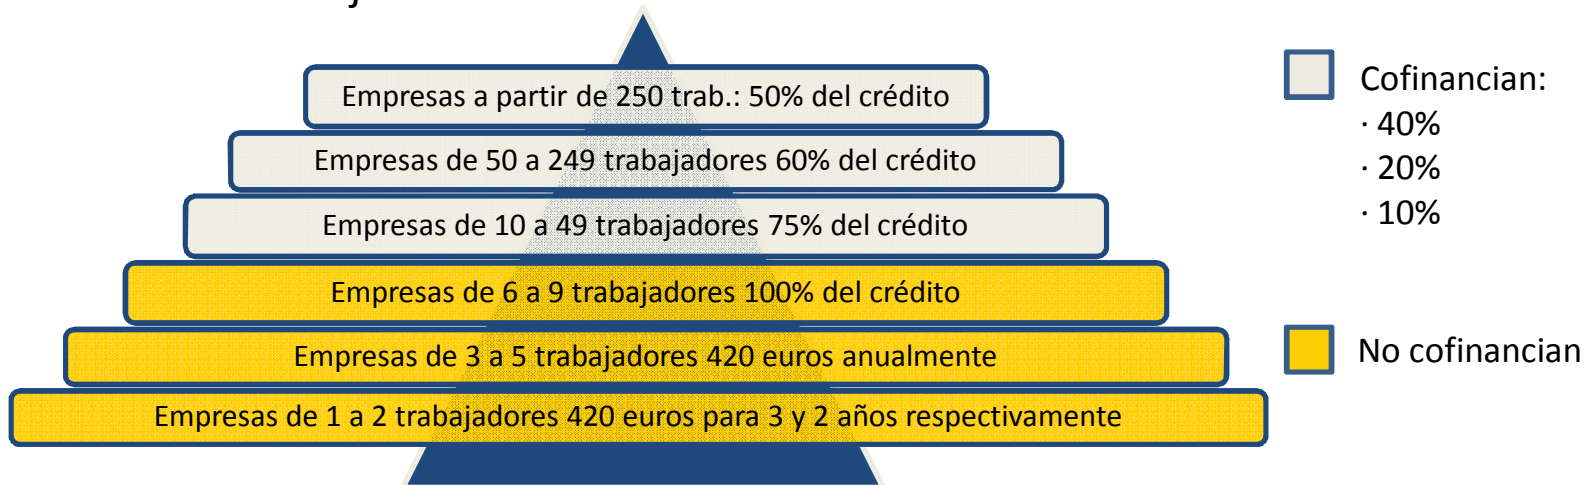 Empresas a partir de 250 trab.: 50% del crédito
Empresas de 50 a 249 trabajadores 60% del crédito
Empresas de 10 a 49 trabajadores 75% del crédito
Empresas de 6 a 9 trabajadores 100% del crédito
Empresas de 3 a 5 trabajadores 420 euros anualmente
Empresas de 1 a 2 trabajadores 420 euros para 3 y 2 años respectivamente
Cofinancian:
· 40%
· 20%
· 10%
No cofinancian